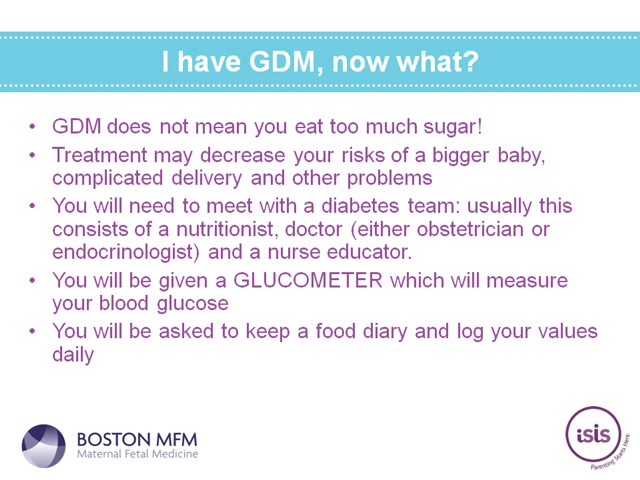 I have GDM, now what?
• GDM does not mean you eat too much sugar!
• Treatment may decrease your risks of a bigger baby,
complicated delivery and other problems
• You will need to meet with a diabetes team: usually this
consists of a nutritionist, doctor (either obstetrician or
endocrinologist) and a nurse educator.
• You will be given a GLUCOMETER which will measure
your blood glucose
• You will be asked to keep a food diary and log your values
daily
BOSTON MFM
Maternal Fetal Medicine
isis
Parenting Starts Here.